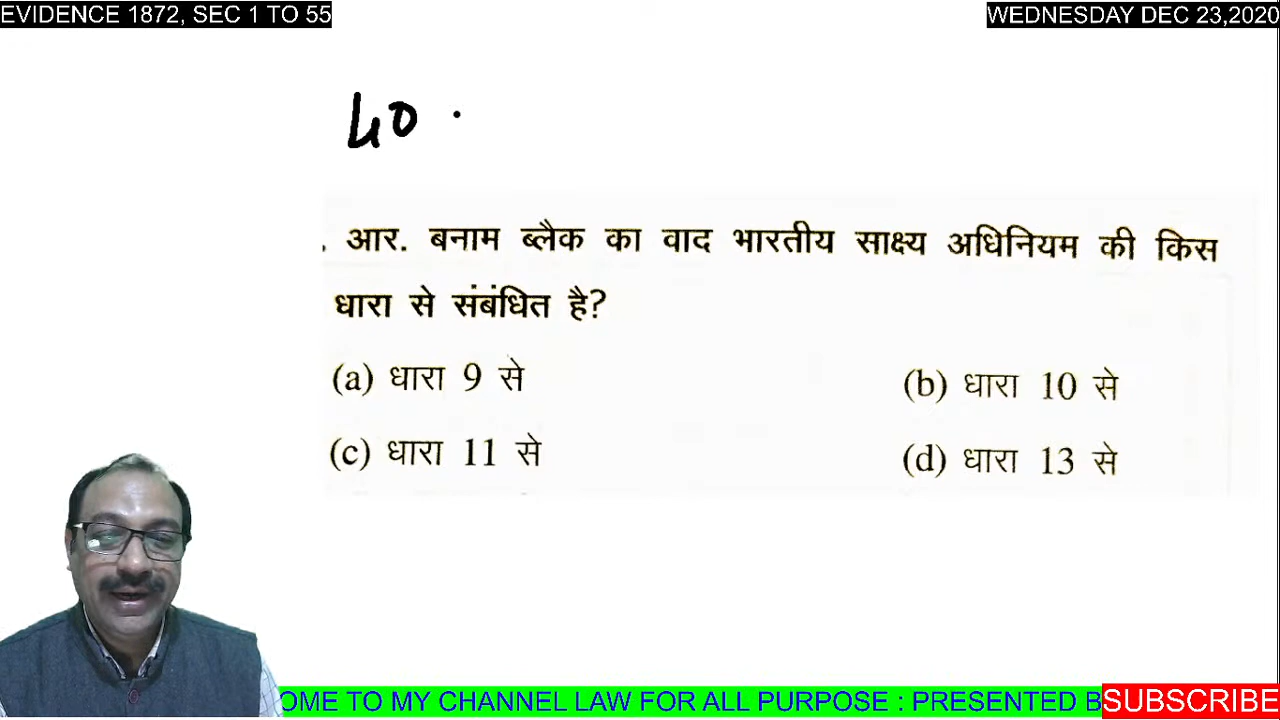 EVIDENCE 1872, SEC 1 TO 55
WEDNESDAY DEC 23,2020
40 .
. आर. बनाम ब्लैक का वाद भारतीय साक्ष्य अधिनियम की किस
धारा से संबंधित है?
(a) धारा 9 से
(b) धारा 10 से
(c) धारा 11 से
(d) धारा 13 से
OME TO MY CHANNEL LAW FOR ALL PURPOSE : PRESENTED B
SUBSCRIBE